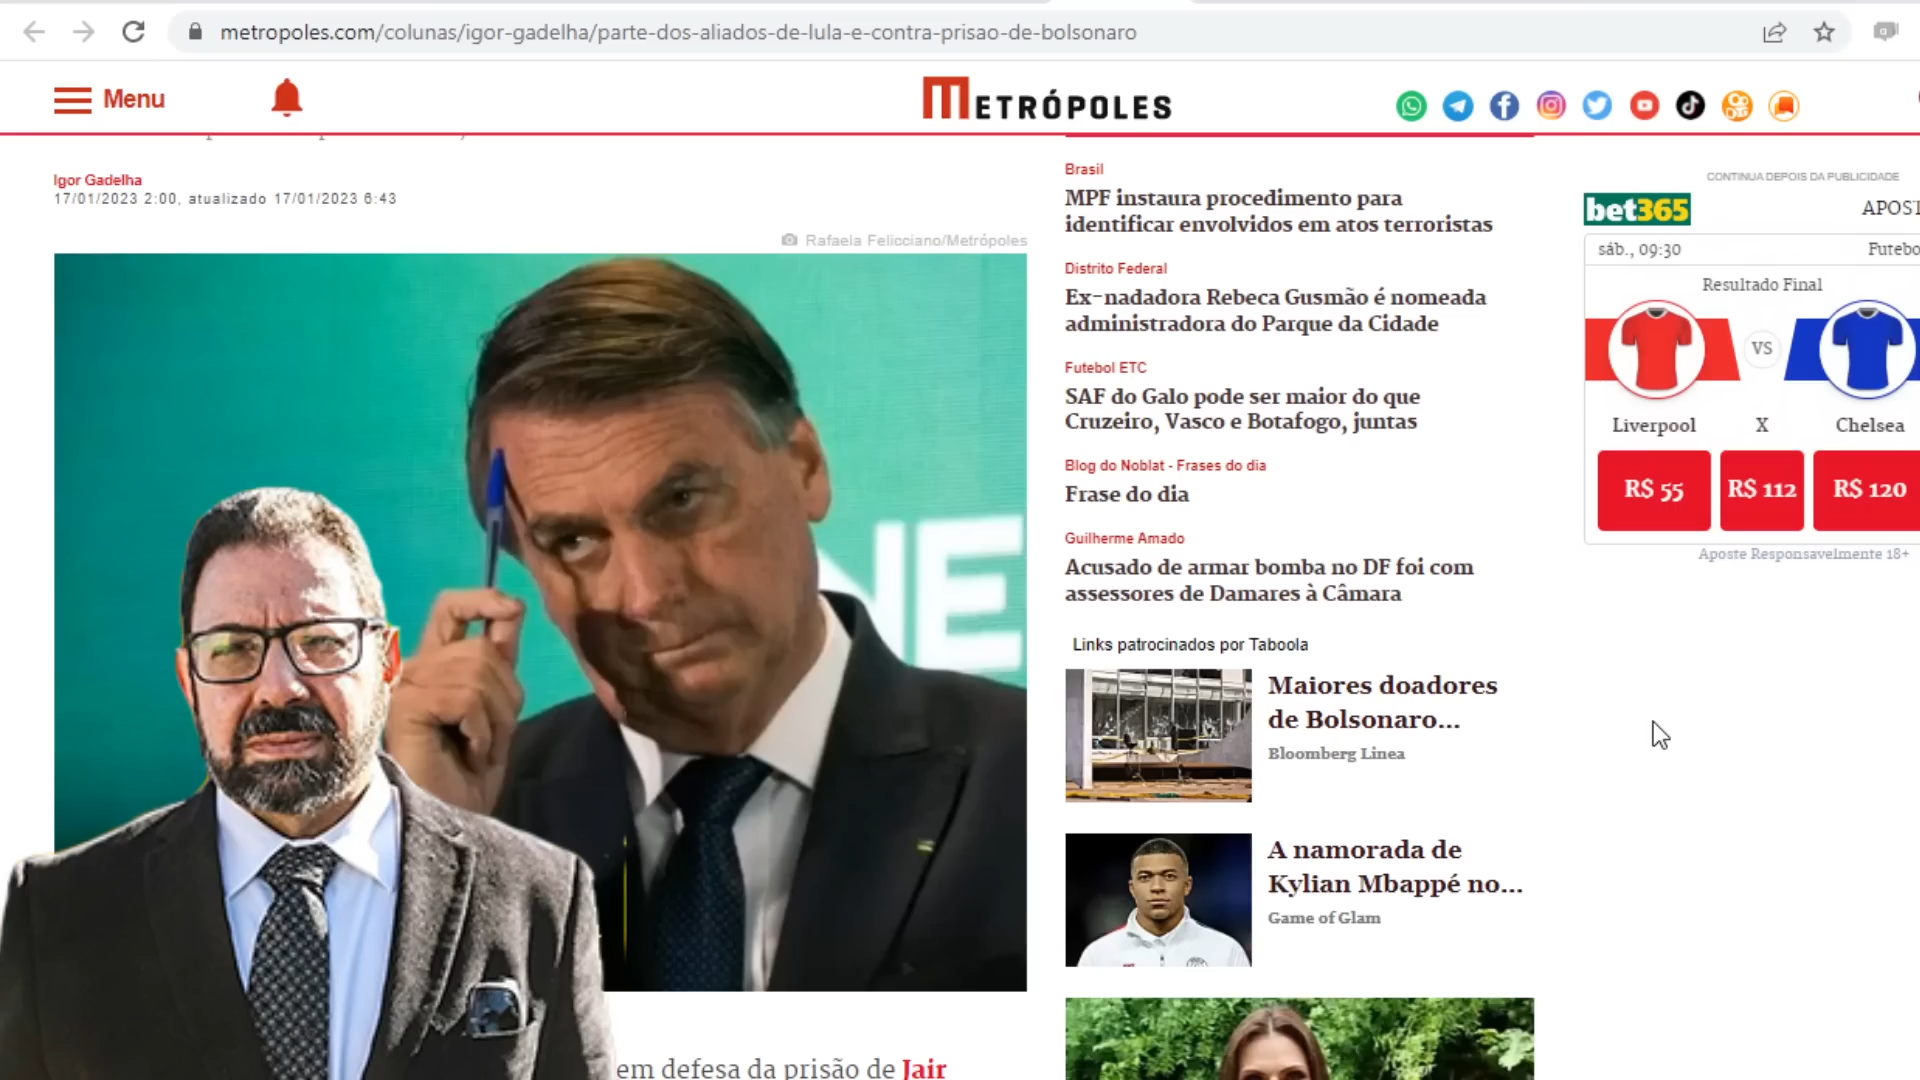 metropoles.com/colunas/igor-gadelha/parte-dos-aliados-de-lula-e-contra-prisao-de-bolsonaro
Menu
METRÓPOLES
Igor Gadelha
17/01/2023 2:00, atualizado 17/01/2023 6:43
Rafaela Felicciano/Metrópoles
NE
em defesa da prisão de Jair
Brasil
MPF instaura procedimento para
identificar envolvidos em atos terroristas
Distrito Federal
Ex-nadadora Rebeca Gusmão é nomeada
administradora do Parque da Cidade
Futebol ETC
SAF do Galo pode ser maior do que
Cruzeiro, Vasco e Botafogo, juntas
Blog do Noblat - Frases do dia
Frase do dia
Guilherme Amado
Acusado de armar bomba no DF foi com
assessores de Damares à Câmara
Links patrocinados por Taboola
Maiores doadores
de Bolsonaro...
Bloomberg Linea
A namorada de
Kylian Mbappé no...
Game of Glam
CONTINUA DEPOIS DA PUBLICIDADE
bet365 APOST
sáb., 09:30 Futebo
Resultado Final
VS
Liverpool X Chelsea
R$ 55 R$ 112 R$ 120
Aposte Responsavelmente 18+